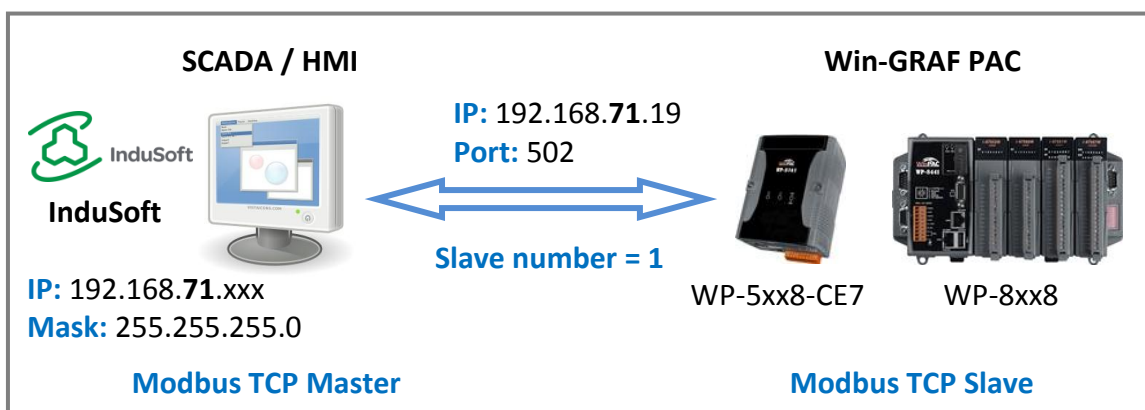 SCADA / HMI
Win-GRAF PAC
IP: 192.168.71.19
Port: 502
InduSoft
InduSoft
WP-8441
Slave number = 1
WP-5xx8-CE7
WP-8xx8
IP: 192.168.71.xxx
Mask: 255.255.255.0
Modbus TCP Master
Modbus TCP Slave